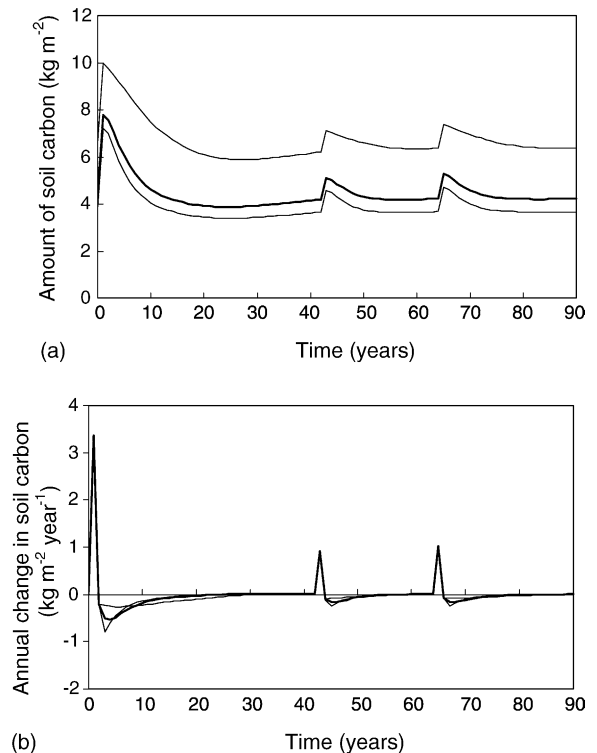 Amount of soil carbon (kg m-2)
12
10
8
6
4
2
0
0 10 20 30 40 50 60 70 80 90
(a)
Time (years)
Annual change in soil carbon
(kg m-2 year-1)
4
3
2
1
0
-1
-2
0 10 20 30 40 50 60 70 80 90
(b)
Time (years)